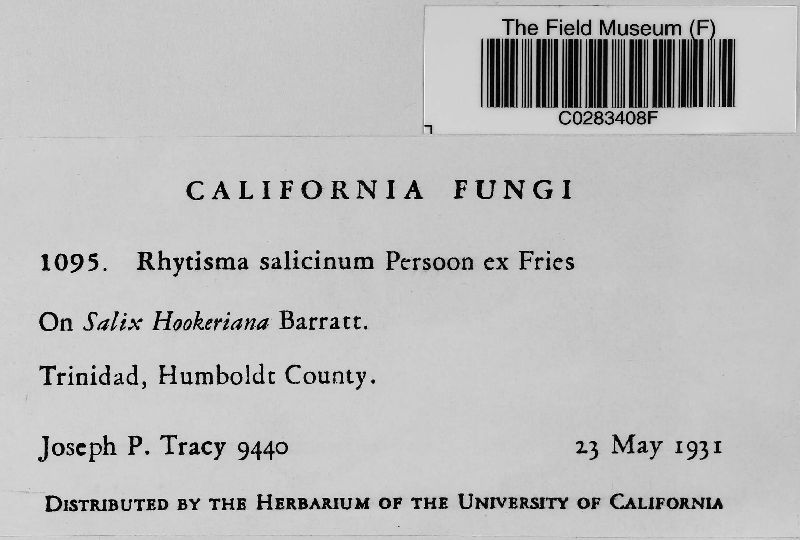 The Field Museum (F)
C0283408F
CALIFORNIA FUNGI
1095. Rhytisma salicinum Persoon ex Fries
On Salix Hookeriana Barratt.
Trinidad, Humboldt County.
Joseph P. Tracy 9440 23 May 1931
DISTRIBUTED BY THE HERBARIUM OF THE UNIVERSITY OF CALIFORNIA